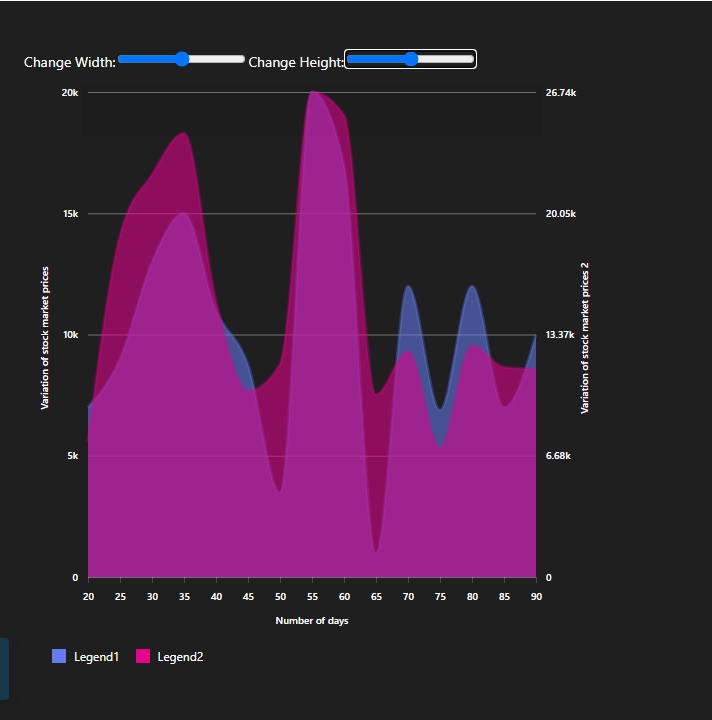 Change Width: Change Height:
20k 26.74k
15k 20.05k
10k 13.37k
5k 6.68k
0 0
Variation of stock market prices
Variation of stock market prices 2
20 25 30 35 40 45 50 55 60 65 70 75 80 85 90
Number of days
Legend1 Legend2